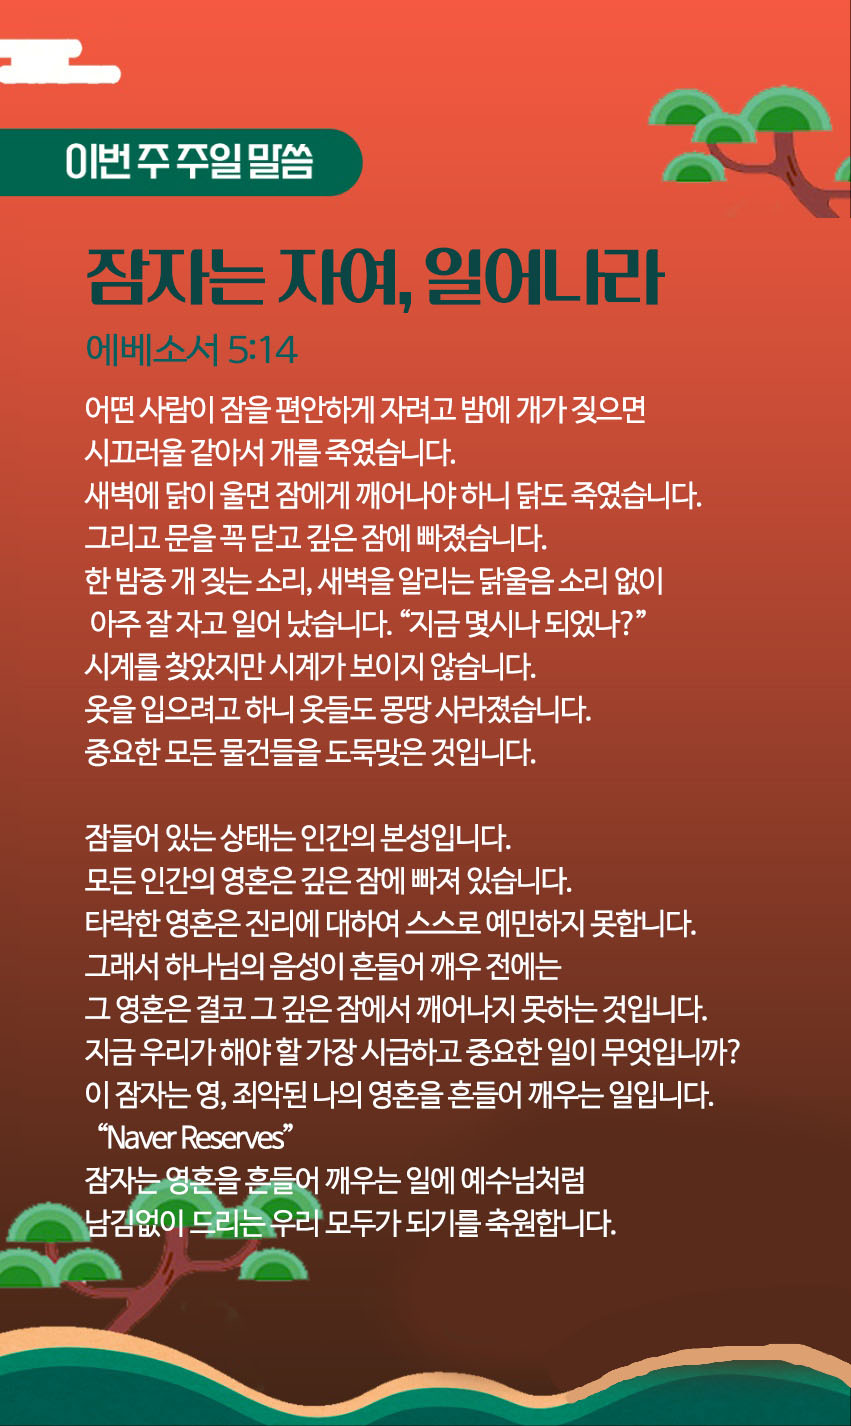 이번 주 주일 말씀
잠자는 자여, 일어나라
에베소서 5:14
어떤 사람이 잠을 편안하게 자려고 밤에 개가 짖으면
시끄러울 같아서 개를 죽였습니다.
새벽에 닭이 울면 잠에게 깨어나야 하니 닭도 죽였습니다.
그리고 문을 꼭 닫고 깊은 잠에 빠졌습니다.
한 밤중 개 짖는 소리, 새벽을 알리는 닭울음 소리 없이
아주 잘 자고 일어 났습니다. “지금 몇시나 되었나?”
시계를 찾았지만 시계가 보이지 않습니다.
옷을 입으려고 하니 옷들도 몽땅 사라졌습니다.
중요한 모든 물건들을 도둑맞은 것입니다.
잠들어 있는 상태는 인간의 본성입니다.
모든 인간의 영혼은 깊은 잠에 빠져 있습니다.
타락한 영혼은 진리에 대하여 스스로 예민하지 못합니다.
그래서 하나님의 음성이 흔들어 깨우 전에는
그 영혼은 결코 그 깊은 잠에서 깨어나지 못하는 것입니다.
지금 우리가 해야 할 가장 시급하고 중요한 일이 무엇입니까?
이 잠자는 영, 죄악된 나의 영혼을 흔들어 깨우는 일입니다.
“Naver Reserves”
잠자는 영혼을 흔들어 깨우는 일에 예수님처럼
남김없이 드리는 우리 모두가 되기를 축원합니다.